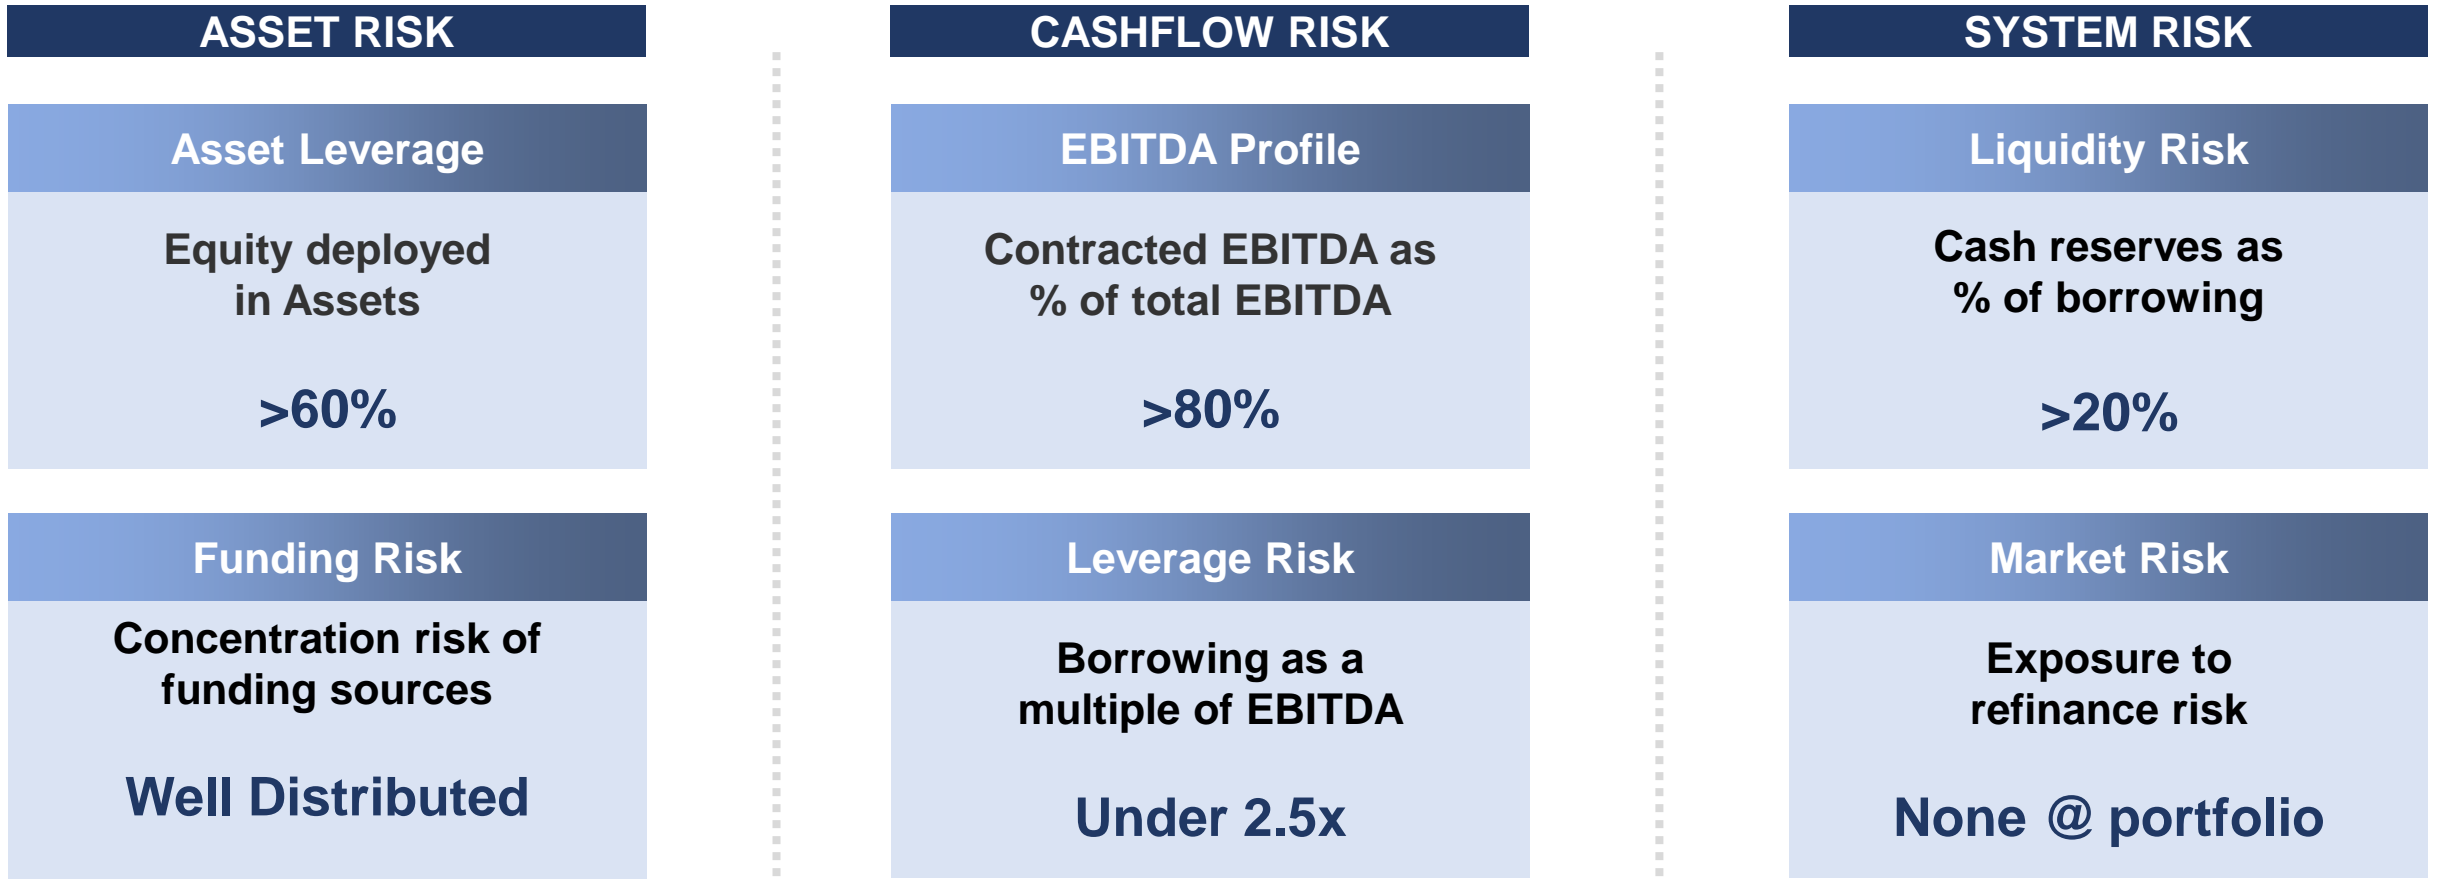 ASSET RISK
Asset Leverage
Equity deployed
in Assets
>60%
Funding Risk
Concentration risk of
funding sources
Well Distributed
CASHFLOW RISK
EBITDA Profile
Contracted EBITDA as
% of total EBITDA
>80%
Leverage Risk
Borrowing as a
multiple of EBITDA
Under 2.5x
SYSTEM RISK
Liquidity Risk
Cash reserves as
% of borrowing
>20%
Market Risk
Exposure to
refinance risk
None @ portfolio